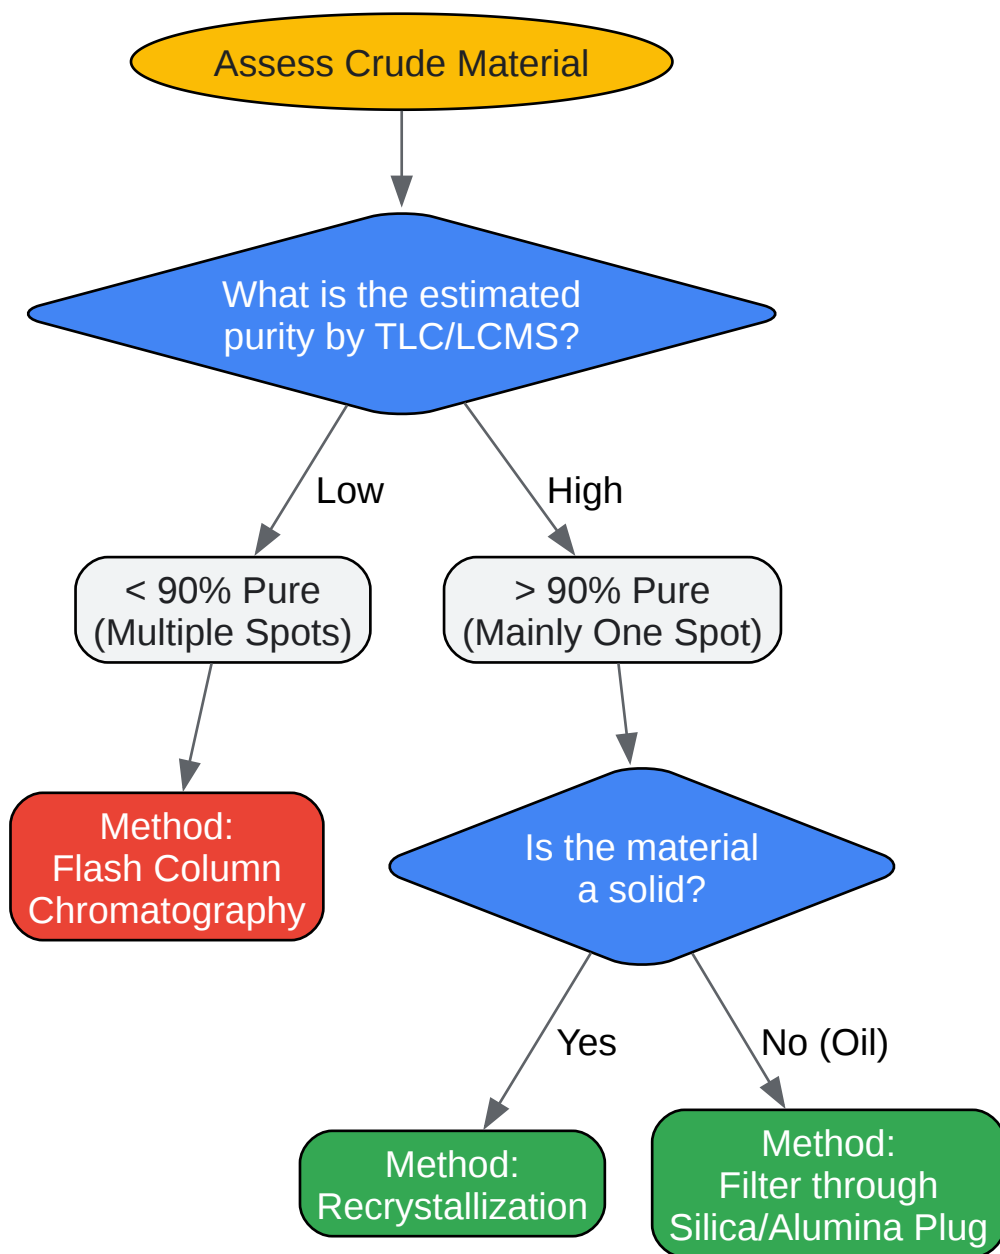 Assess Crude Material
What is the estimated
purity by TLC/LCMS?
Low
High
< 90% Pure
(Multiple Spots)
> 90% Pure
(Mainly One Spot)
Method:
Flash Column
Chromatography
Is the material
a solid?
Yes
No (Oil)
Method:
Recrystallization
Method:
Filter through
Silica/Alumina Plug